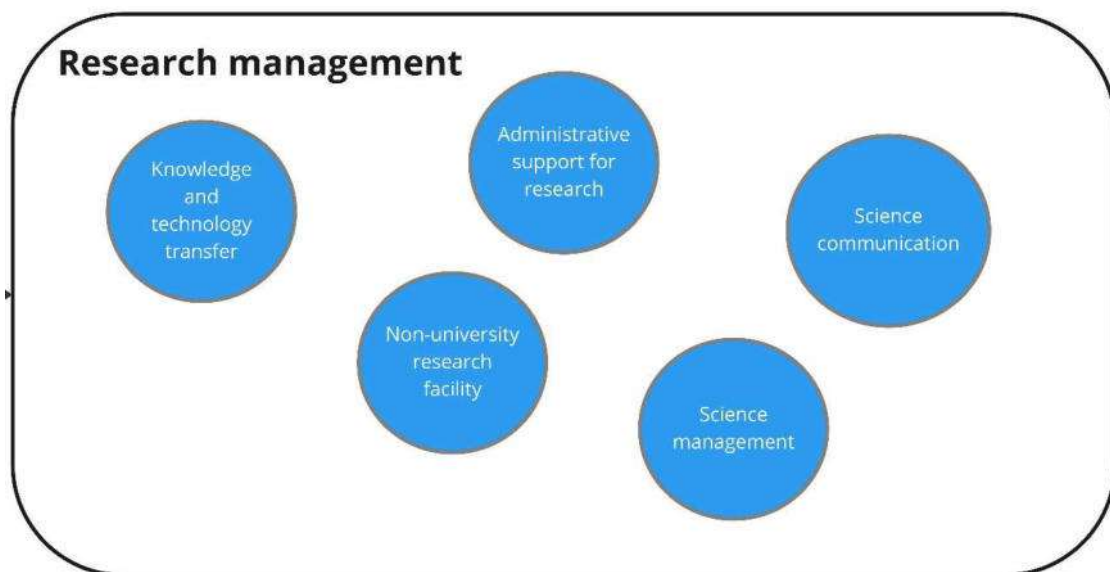 Research management
Knowledge
and
technology
transfer
Administrative
support for
research
Science
communication
Non-university
research
facility
Science
management